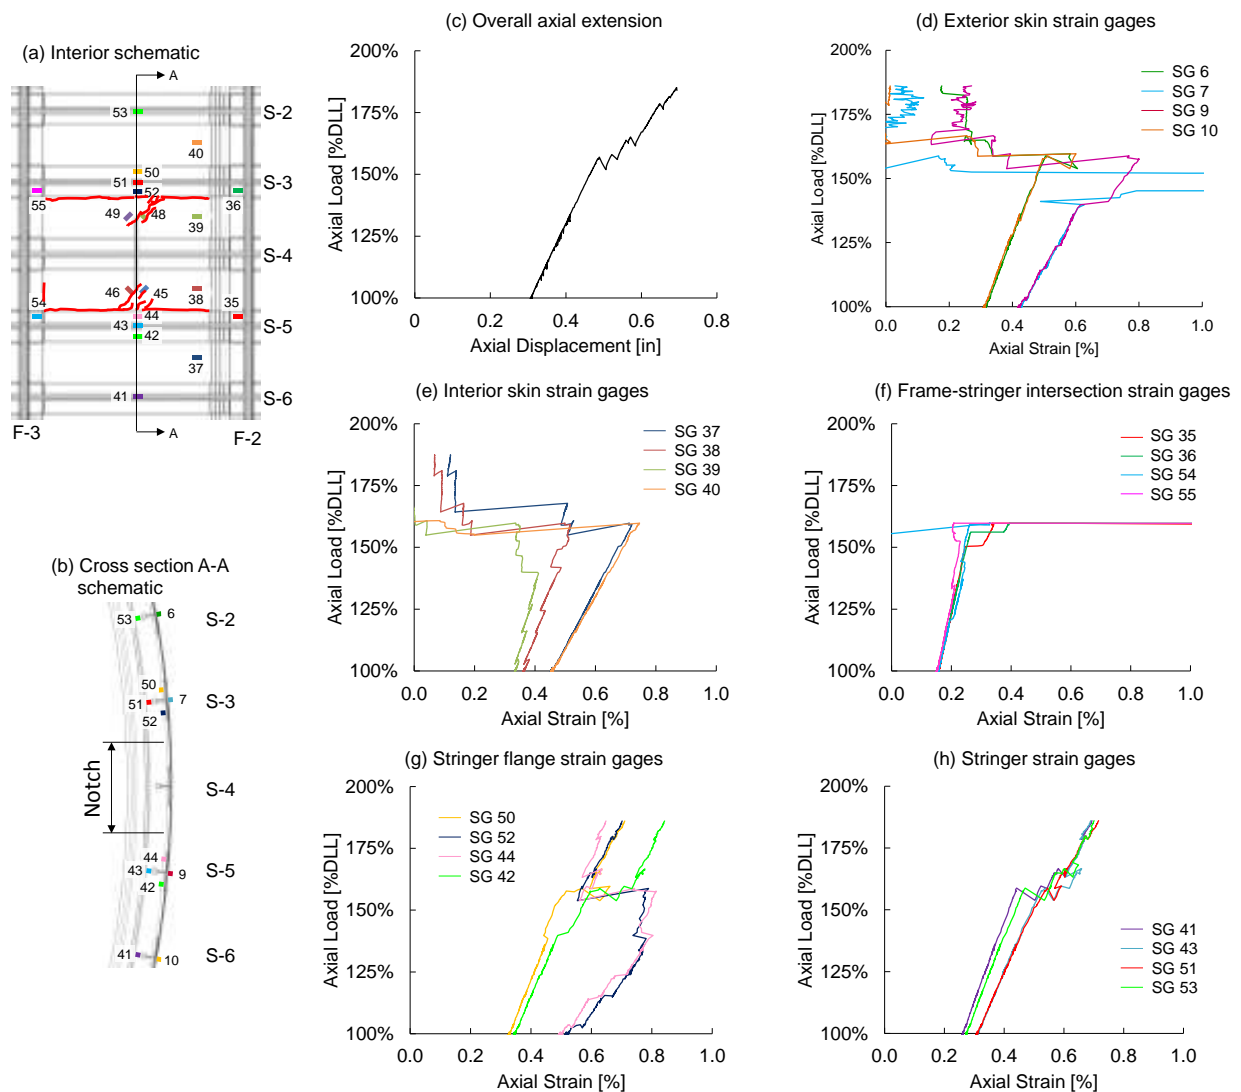 (a) Interior schematic
A
53
S-2
40
50
51
52
S-3
55
36
49
48
39
S-4
46
45
38
54
35
44
43
42
S-5
37
41
S-6
A
F-3
F-2
(b) Cross section A-A
schematic
53
6
S-2
50
51
7
S-3
52
Notch
S-4
44
43
9
S-5
42
41
10
S-6
(c) Overall axial extension
200%
175%
150%
125%
100%
Axial Load [%DLL]
0
0.2
0.4
0.6
0.8
Axial Displacement [in]
(d) Exterior skin strain gages
200%
175%
150%
125%
100%
Axial Load [%DLL]
SG 6
SG 7
SG 9
SG 10
0.0
0.2
0.4
0.6
0.8
1.0
Axial Strain [%]
(e) Interior skin strain gages
200%
175%
150%
125%
100%
Axial Load [%DLL]
SG 37
SG 38
SG 39
SG 40
0.0
0.2
0.4
0.6
0.8
1.0
Axial Strain [%]
(f) Frame-stringer intersection strain gages
200%
175%
150%
125%
100%
Axial Load [%DLL]
SG 35
SG 36
SG 54
SG 55
0.0
0.2
0.4
0.6
0.8
1.0
Axial Strain [%]
(g) Stringer flange strain gages
200%
175%
150%
125%
100%
Axial Load [%DLL]
SG 50
SG 52
SG 44
SG 42
0.0
0.2
0.4
0.6
0.8
1.0
Axial Strain [%]
(h) Stringer strain gages
200%
175%
150%
125%
100%
Axial Load [%DLL]
SG 41
SG 43
SG 51
SG 53
0.0
0.2
0.4
0.6
0.8
1.0
Axial Strain [%]